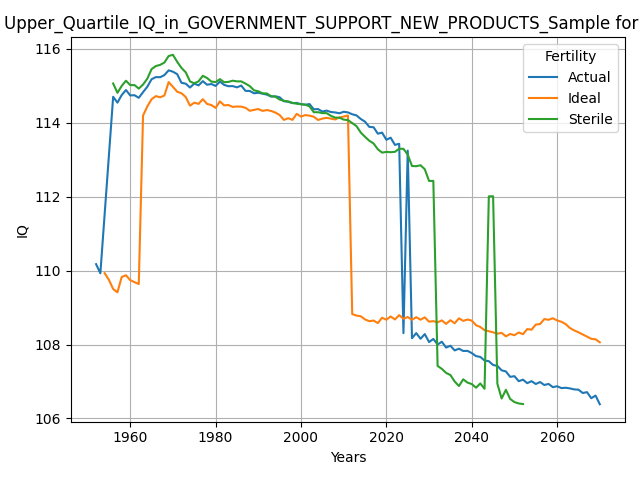 Upper_Quartile_IQ_in_GOVERNMENT_SUPPORT_NEW_PRODUCTS_Sample for
116
114
112
110
108
106
IQ
Fertility
Actual
Ideal
Sterile
1960 1980 2000 2020 2040 2060
Years